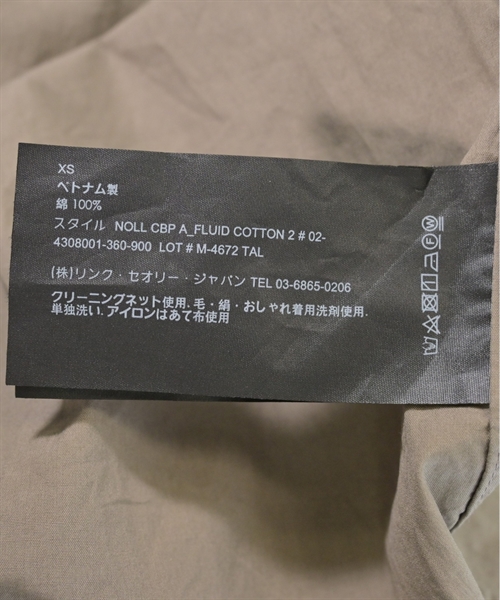 XS
ベトナム製
綿 100%
スタイル NOLL CBP A_FLUID COTTON 2 # 02-
4308001-360-900 LOT # M-4672 TAL
(株)リンク・セオリー・ジャパン TEL 03-6865-0206
クリーニングネット使用. 毛・絹・おしゃれ着用洗剤使用.
単独洗い. アイロンはあて布使用